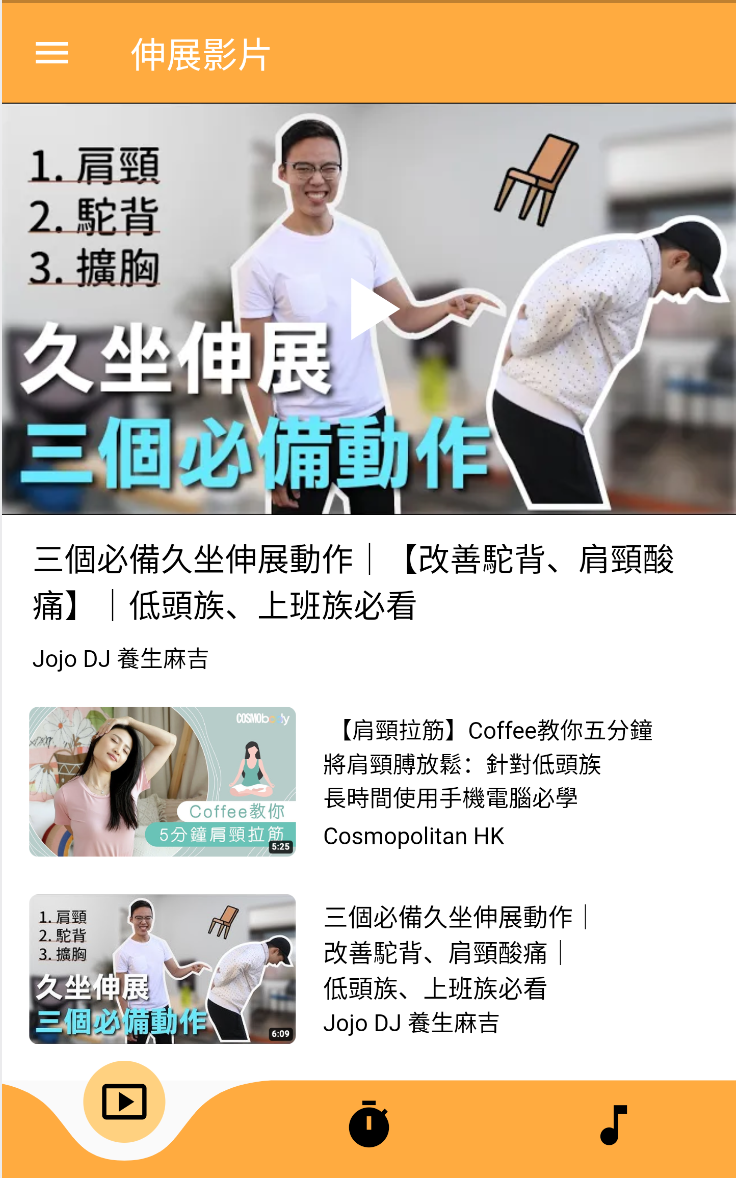 伸展影片
1. 肩頸
2. 駝背
3. 擴胸
久坐伸展
三個必備動作
三個必備久坐伸展動作｜【改善駝背、肩頸酸
痛】｜低頭族、上班族必看
Jojo DJ 養生麻吉
COSMObody
Coffee教你
5分鐘肩頸拉筋
5:25
【肩頸拉筋】Coffee教你五分鐘
將肩頸膊放鬆：針對低頭族
長時間使用手機電腦必學
Cosmopolitan HK
1. 肩頸
2. 駝背
3. 擴胸
久坐伸展
三個必備動作
6:09
三個必備久坐伸展動作｜
改善駝背、肩頸酸痛｜
低頭族、上班族必看
Jojo DJ 養生麻吉